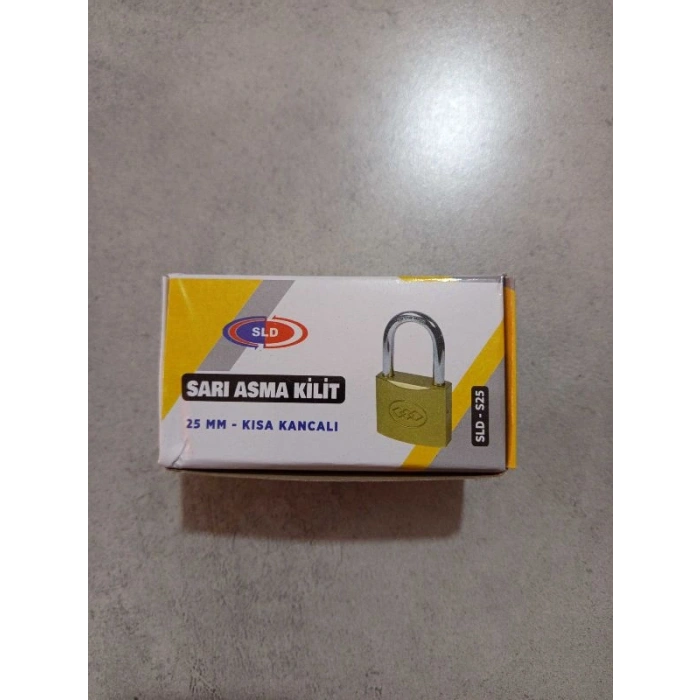 SLD
SARI ASMA KİLİT
25 MM - KISA KANCALI
SLD - S25